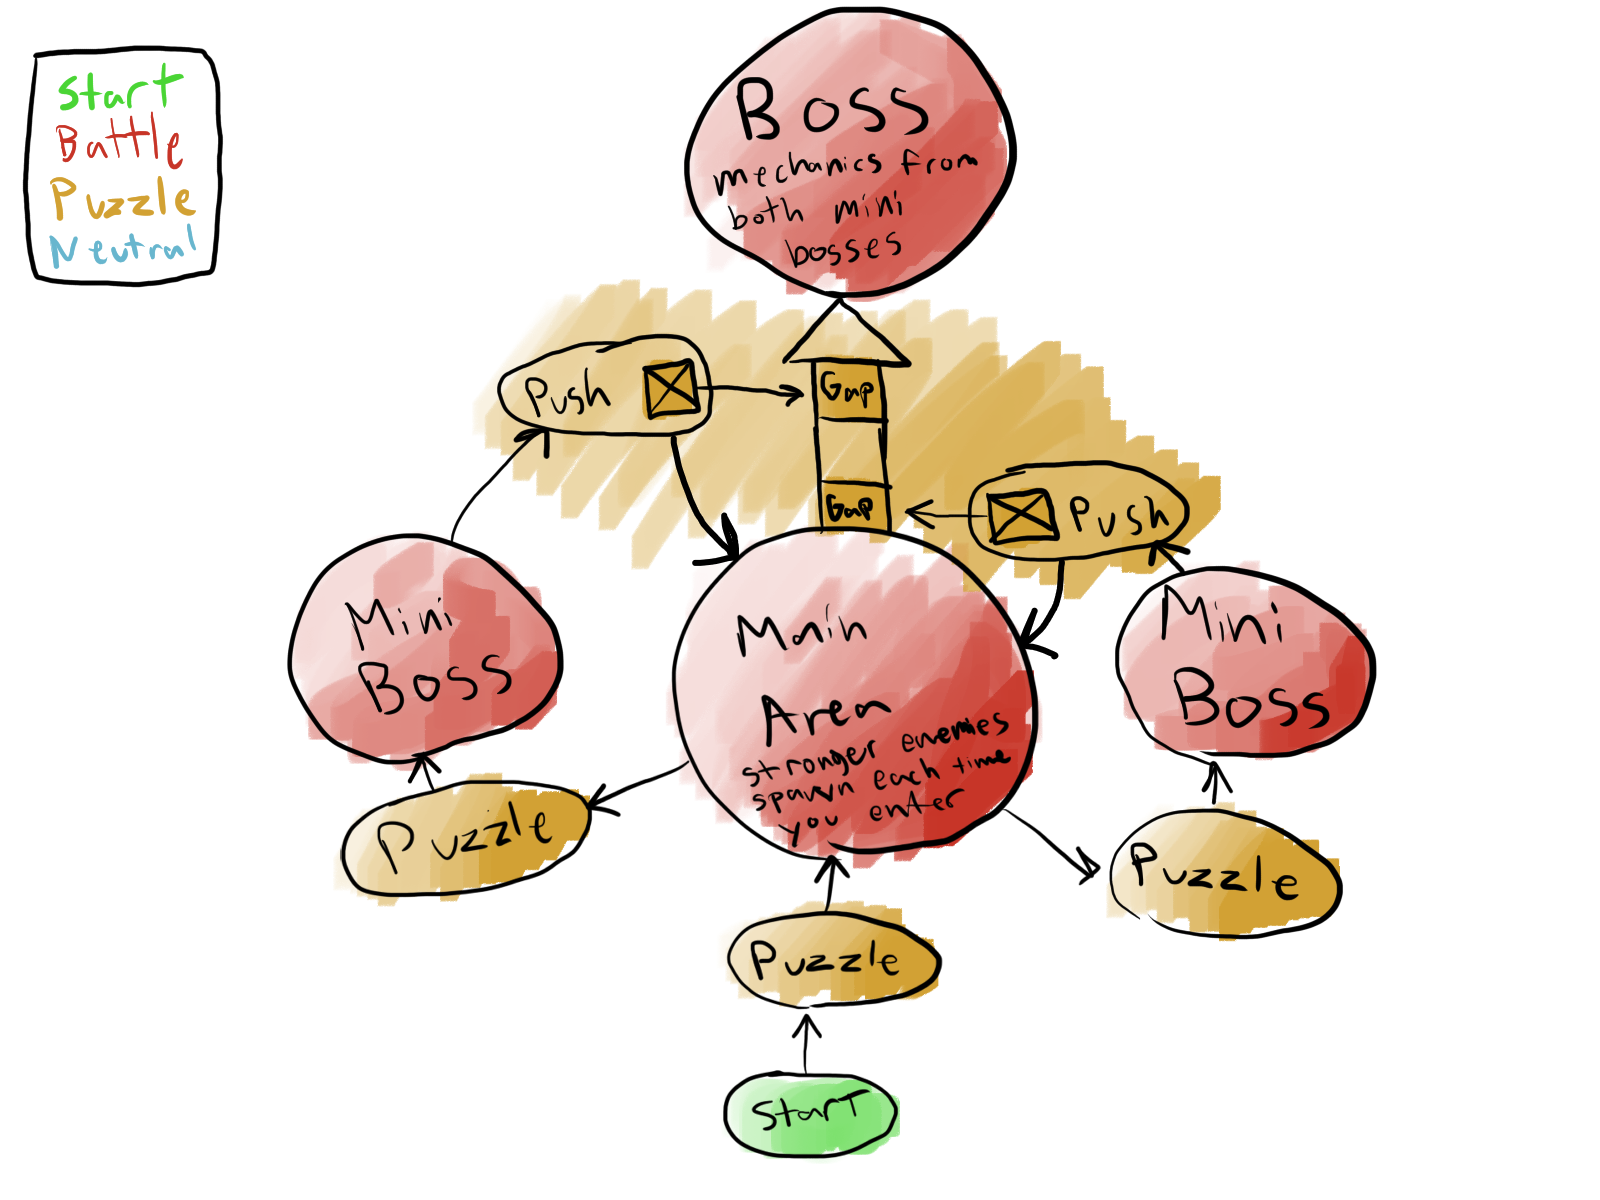 Start
Battle
Puzzle
Neutral
Boss
mechanics from
both mini
bosses
Push
Gap
Gap
Push
Mini
Boss
Main
Area
stronger enemies
spawn each time
you enter
Mini
Boss
Puzzle
Puzzle
Puzzle
Start